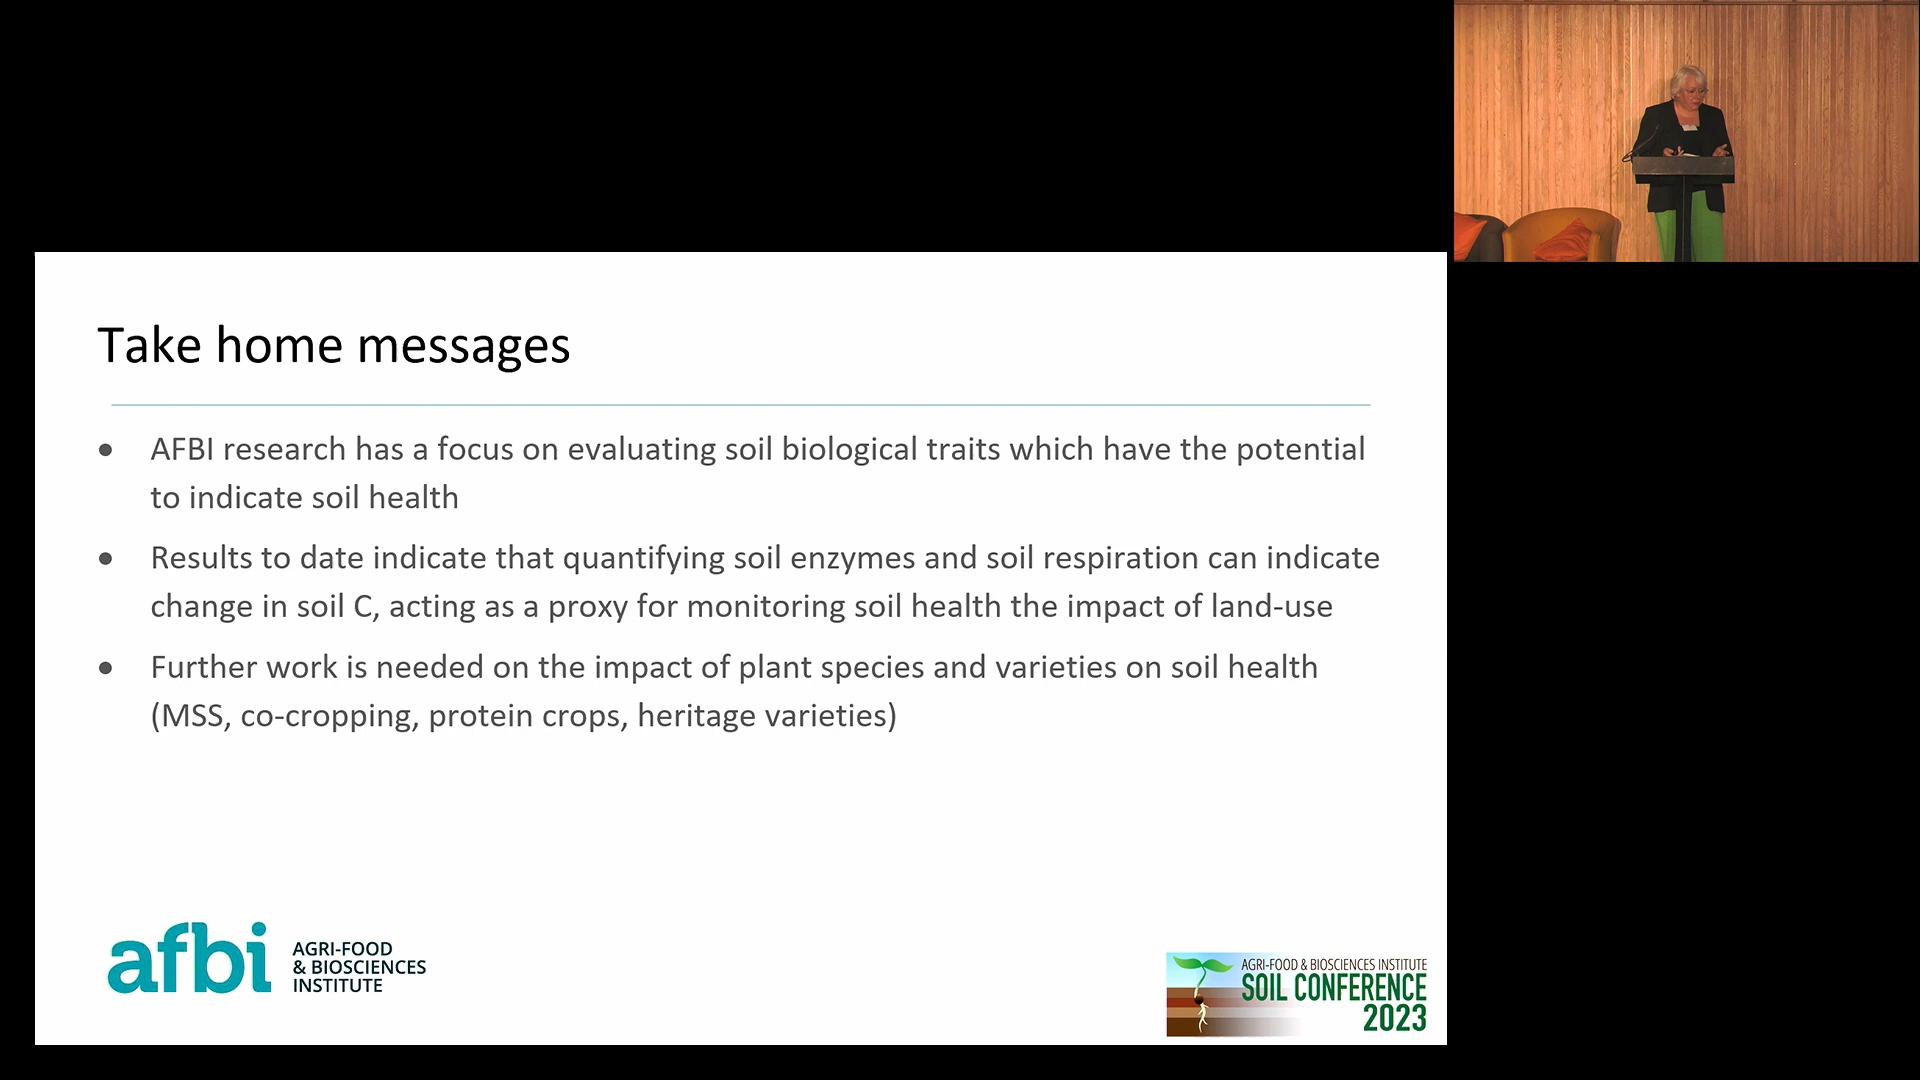 Take home messages
• AFBI research has a focus on evaluating soil biological traits which have the potential
to indicate soil health
• Results to date indicate that quantifying soil enzymes and soil respiration can indicate
change in soil C, acting as a proxy for monitoring soil health the impact of land-use
• Further work is needed on the impact of plant species and varieties on soil health
(MSS, co-cropping, protein crops, heritage varieties)
afbi
AGRI-FOOD
& BIOSCIENCES
INSTITUTE
AGRI-FOOD & BIOSCIENCES INSTITUTE
SOIL CONFERENCE
2023